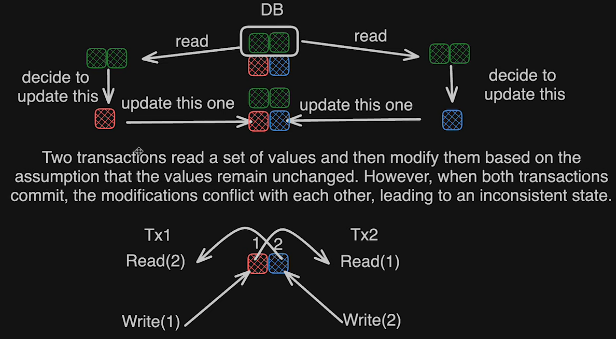 DB
read
read
decide to
update this
decide to
update this
update this one
update this one
Two transactions read a set of values and then modify them based on the
assumption that the values remain unchanged. However, when both transactions
commit, the modifications conflict with each other, leading to an inconsistent state.
Tx1
1 2
Tx2
Read(2)
Read(1)
Write(1)
Write(2)